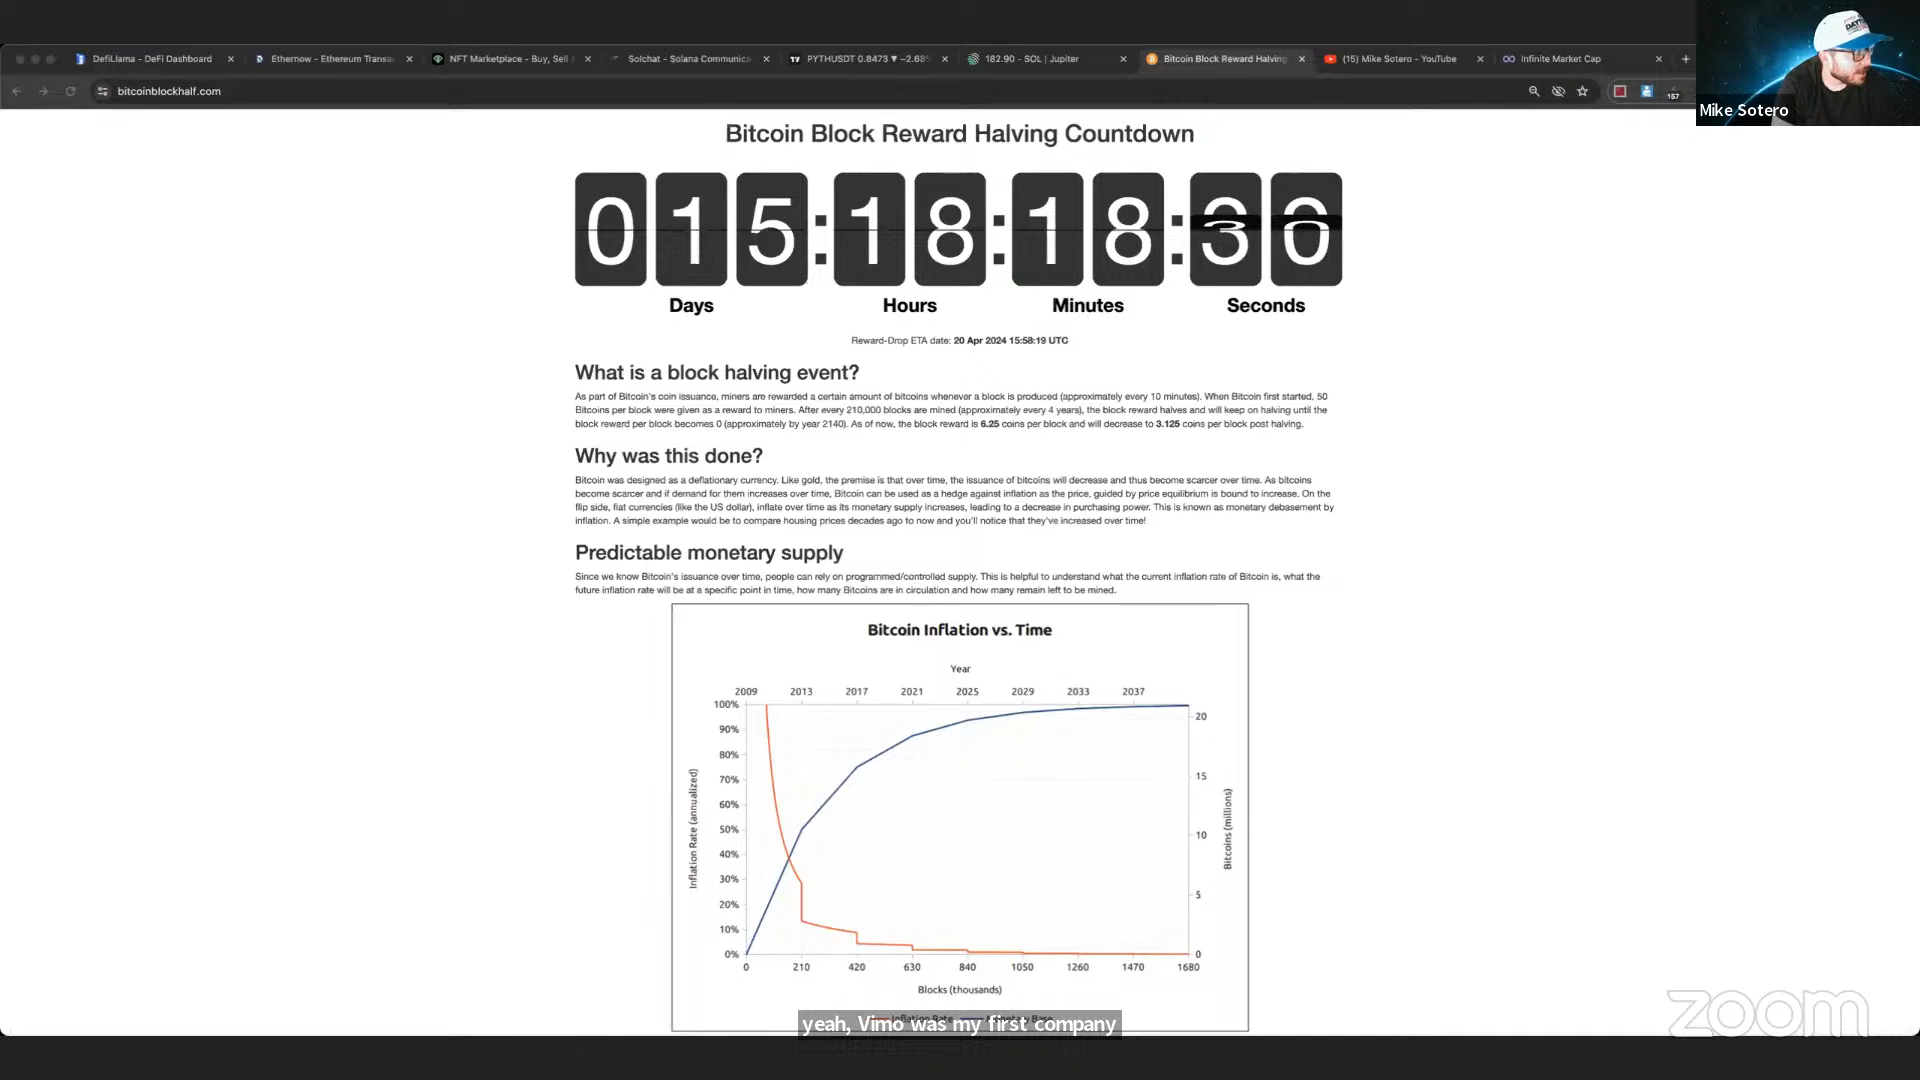 DefiLlama - DeFi Dashboard
Ethernow - Ethereum Transa
NFT Marketplace - Buy, Sell
Solchat - Solana Communica
PYTHUSDT 0.8473 ▼ −2.68%
182.90 - SOL | Jupiter
Bitcoin Block Reward Halving
(15) Mike Sotero - YouTube
Infinite Market Cap
bitcoinblockhalf.com
157
Mike Sotero
Bitcoin Block Reward Halving Countdown
015:18:18:30
Days Hours Minutes Seconds
Reward-Drop ETA date: 20 Apr 2024 15:58:19 UTC
What is a block halving event?
As part of Bitcoin's coin issuance, miners are rewarded a certain amount of bitcoins whenever a block is produced (approximately every 10 minutes). When Bitcoin first started, 50
Bitcoins per block were given as a reward to miners. After every 210,000 blocks are mined (approximately every 4 years), the block reward halves and will keep on halving until the
block reward per block becomes 0 (approximately by year 2140). As of now, the block reward is 6.25 coins per block and will decrease to 3.125 coins per block post halving.
Why was this done?
Bitcoin was designed as a deflationary currency. Like gold, the premise is that over time, the issuance of bitcoins will decrease and thus become scarcer over time. As bitcoins
become scarcer and if demand for them increases over time, Bitcoin can be used as a hedge against inflation as the price, guided by price equilibrium is bound to increase. On the
flip side, fiat currencies (like the US dollar), inflate over time as its monetary supply increases, leading to a decrease in purchasing power. This is known as monetary debasement by
inflation. A simple example would be to compare housing prices decades ago to now and you'll notice that they've increased over time!
Predictable monetary supply
Since we know Bitcoin's issuance over time, people can rely on programmed/controlled supply. This is helpful to understand what the current inflation rate of Bitcoin is, what the
future inflation rate will be at a specific point in time, how many Bitcoins are in circulation and how many remain left to be mined.
Bitcoin Inflation vs. Time
Year
2009 2013 2017 2021 2025 2029 2033 2037
100%
90%
80%
70%
60%
50%
40%
30%
20%
10%
0%
Inflation Rate (annualized)
20
15
10
5
0
Bitcoins (millions)
0 210 420 630 840 1050 1260 1470 1680
Blocks (thousands)
Inflation Rate Monetary Base
yeah, Vimo was my first company
zoom